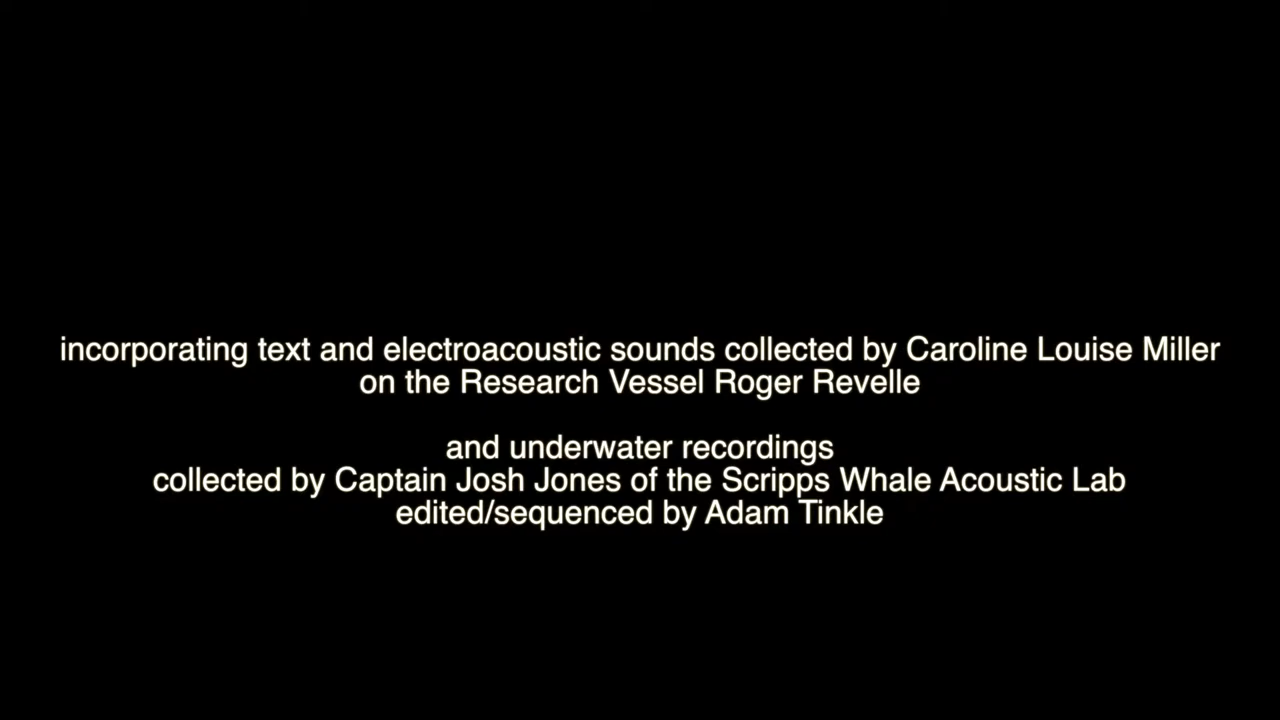 incorporating text and electroacoustic sounds collected by Caroline Louise Miller
on the Research Vessel Roger Revelle
and underwater recordings
collected by Captain Josh Jones of the Scripps Whale Acoustic Lab
edited/sequenced by Adam Tinkle